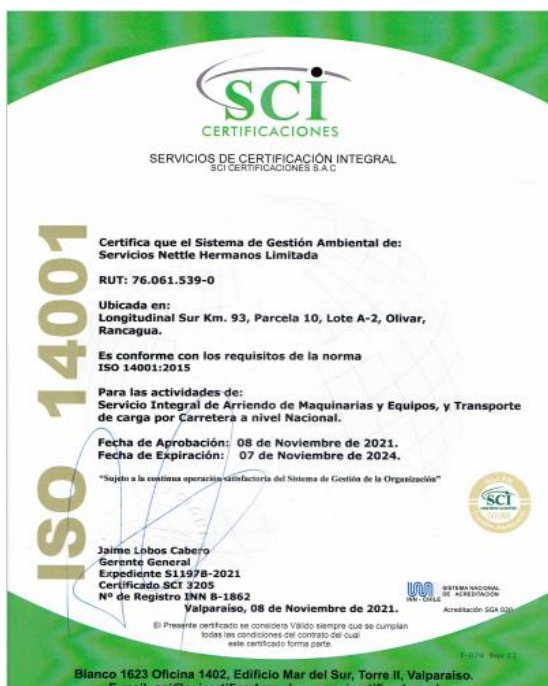 SCI
CERTIFICACIONES
SERVICIOS DE CERTIFICACIÓN INTEGRAL
SCI CERTIFICACIONES S.A.C
ISO 14001
Certifica que el Sistema de Gestión Ambiental de:
Servicios Nettle Hermanos Limitada
RUT: 76.061.539-0
Ubicada en:
Longitudinal Sur Km. 93, Parcela 10, Lote A-2, Olivar,
Rancagua.
Es conforme con los requisitos de la norma
ISO 14001:2015
Para las actividades de:
Servicio Integral de Arriendo de Maquinarias y Equipos, y Transporte
de carga por Carretera a nivel Nacional.
Fecha de Aprobación: 08 de Noviembre de 2021.
Fecha de Expiración: 07 de Noviembre de 2024.
"Sujeto a la continua operación satisfactoria del Sistema de Gestión de la Organización"
SCI
Jaime Lobos Cabero
Gerente General
Expediente S1197B-2021
Certificado SCI 3205
Nº de Registro INN B-1862
Valparaíso, 08 de Noviembre de 2021.
INN - CHILE
SISTEMA NACIONAL
DE ACREDITACIÓN
Acreditación SGA 020
El Presente certificado se considera Válido siempre que se cumplan
todas las condiciones del contrato del cual
este certificado forma parte.
F-079 Rev 12
Blanco 1623 Oficina 1402, Edificio Mar del Sur, Torre II, Valparaiso.